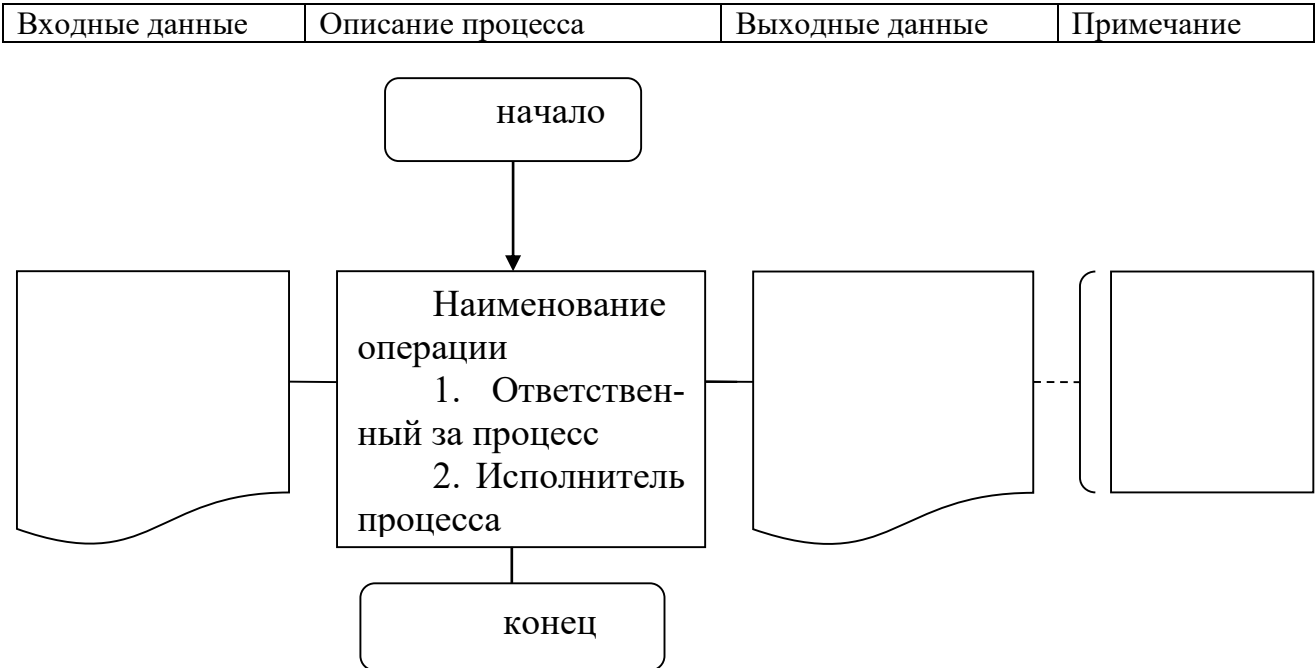 Входные данные Описание процесса Выходные данные Примечание
начало
Наименование
операции
1. Ответствен-
ный за процесс
2. Исполнитель
процесса
конец